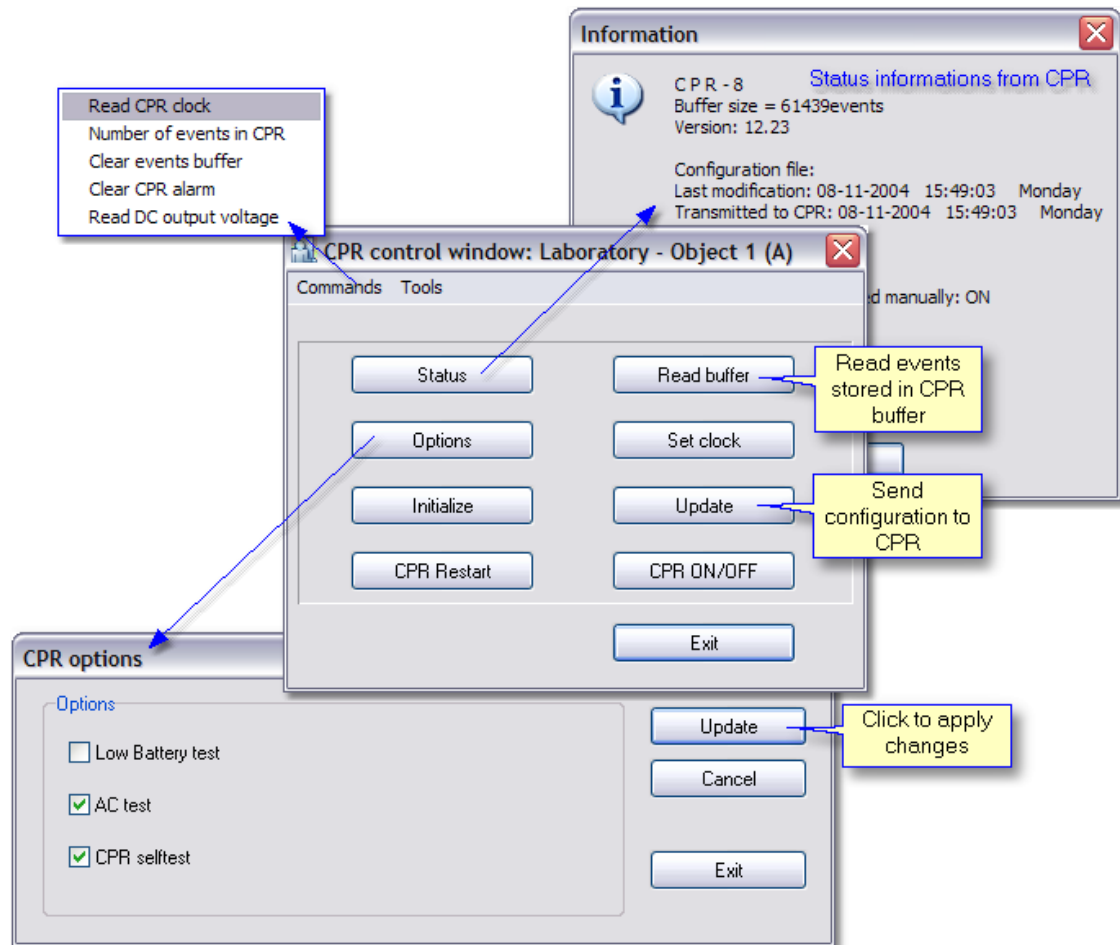 Information
C P R - 8
Status informations from CPR
Buffer size = 61439events
Version: 12.23
Configuration file:
Last modification: 08-11-2004 15:49:03 Monday
Transmitted to CPR: 08-11-2004 15:49:03 Monday
manually: ON
Read CPR clock
Number of events in CPR
Clear events buffer
Clear CPR alarm
Read DC output voltage
CPR control window: Laboratory - Object 1 (A)
Commands Tools
Status
Read buffer
Read events
stored in CPR
buffer
Options
Set clock
Initialize
Update
Send
configuration to
CPR
CPR Restart
CPR ON/OFF
Exit
CPR options
Options
Low Battery test
AC test
CPR selftest
Update
Click to apply
changes
Cancel
Exit